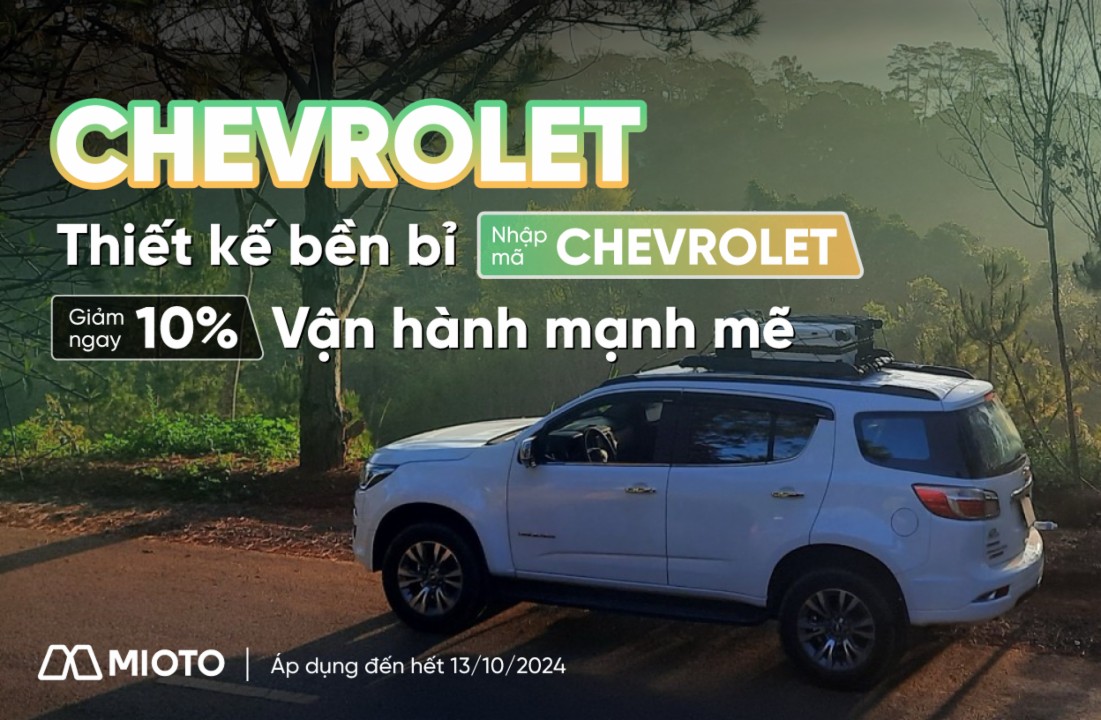 CHEVROLET
Thiết kế bền bỉ
Nhập
mã
CHEVROLET
Giảm
ngay
10%
Vận hành mạnh mẽ
MIOTO
Áp dụng đến hết 13/10/2024